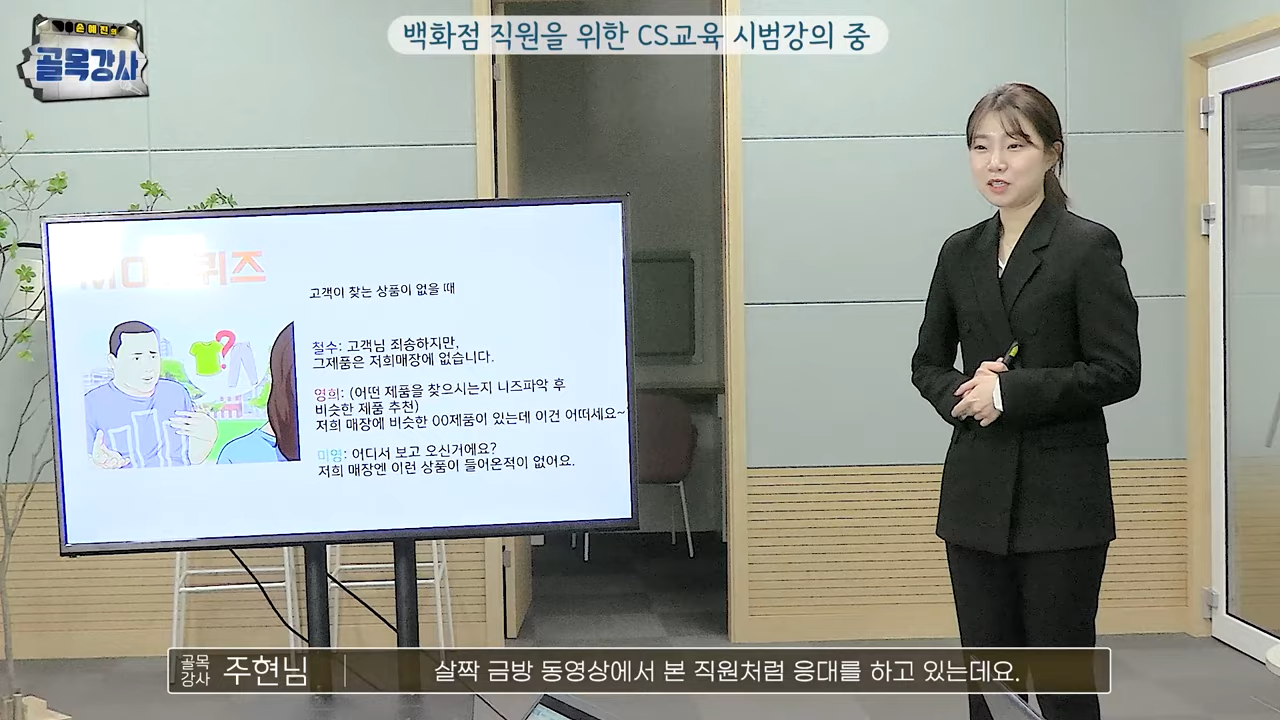 손예진의
골목강사
백화점 직원을 위한 CS교육 시범강의 중
퀴즈
고객이 찾는 상품이 없을 때
철수: 고객님 죄송하지만,
그제품은 저희매장에 없습니다.
영희: (어떤 제품을 찾으시는지 니즈파악 후
비슷한 제품 추천)
저희 매장에 비슷한 00제품이 있는데 이건 어떠세요~
미영: 어디서 보고 오신거에요?
저희 매장엔 이런 상품이 들어온적이 없어요.
?
골목
강사
주현님
살짝 금방 동영상에서 본 직원처럼 응대를 하고 있는데요.